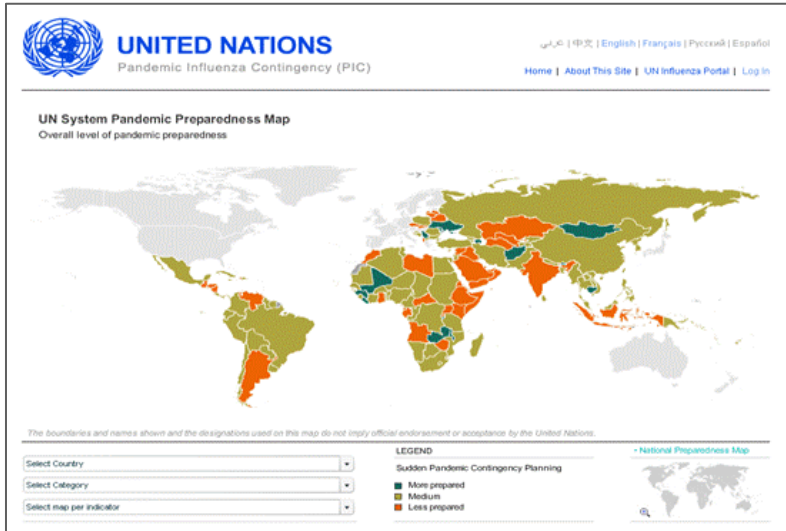 UNITED NATIONS
Pandemic Influenza Contingency (PIC)
عربي | 中文 | English | Français | Русский | Español
Home | About This Site | UN Influenza Portal | Log In
UN System Pandemic Preparedness Map
Overall level of pandemic preparedness
The boundaries and names shown and the designations used on this map do not imply official endorsement or acceptance by the United Nations.
Select Country
Select Category
Select map per indicator
LEGEND
Sudden Pandemic Contingency Planning
More prepared
Medium
Less prepared
• National Preparedness Map